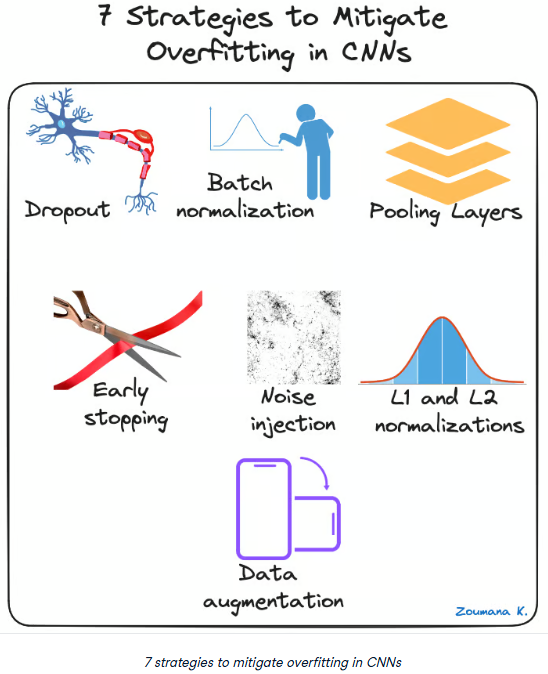 7 Strategies to Mitigate
Overfitting in CNNs
Dropout
Batch
normalization
Pooling Layers
Early
stopping
Noise
injection
L1 and L2
normalizations
Data
augmentation
Zoumana K.
7 strategies to mitigate overfitting in CNNs